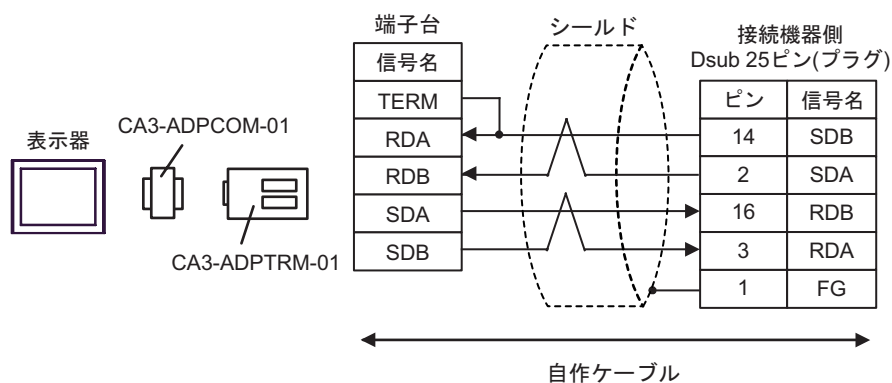 表示器
CA3-ADPCOM-01
CA3-ADPTRM-01
端子台
信号名
TERM
RDA
RDB
SDA
SDB
シールド
接続機器側
Dsub 25ピン(プラグ)
ピン 信号名
14 SDB
2 SDA
16 RDB
3 RDA
1 FG
自作ケーブル